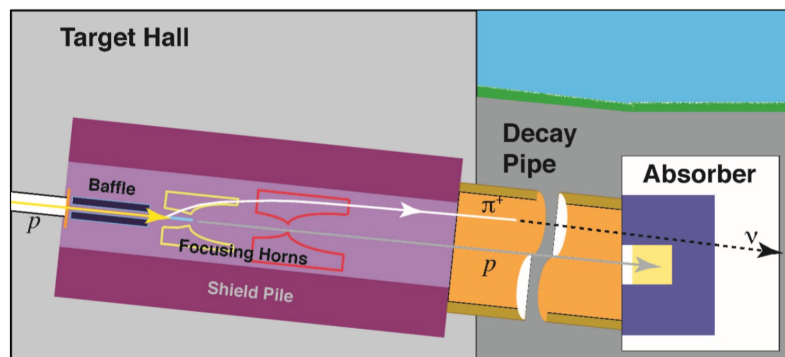 Target Hall
Decay
Pipe
Absorber
Baffle
p
π⁺
ν
Focusing Horns
p
Shield Pile